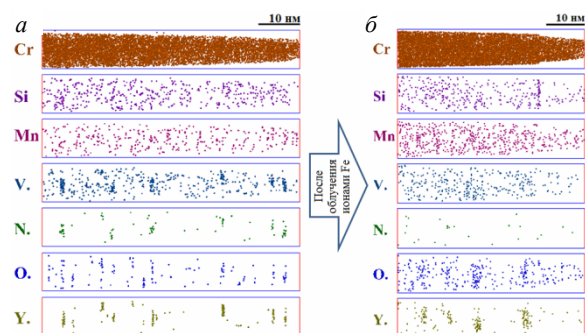 а
10 нм
Cr
Si
Mn
V.
N.
O.
Y.
После
облучения
ионами Fe
б
10 нм
Cr
Si
Mn
V.
N.
O.
Y.